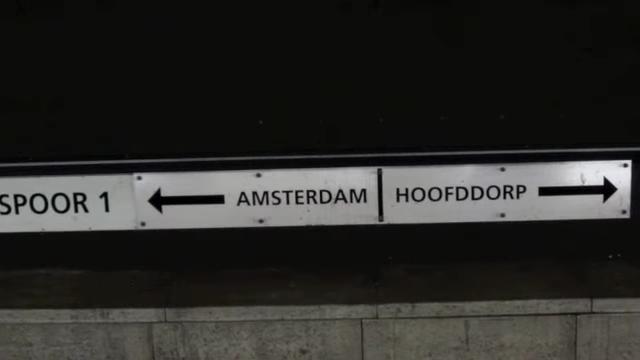 SPOOR 1 ← AMSTERDAM | HOOFDDORP →